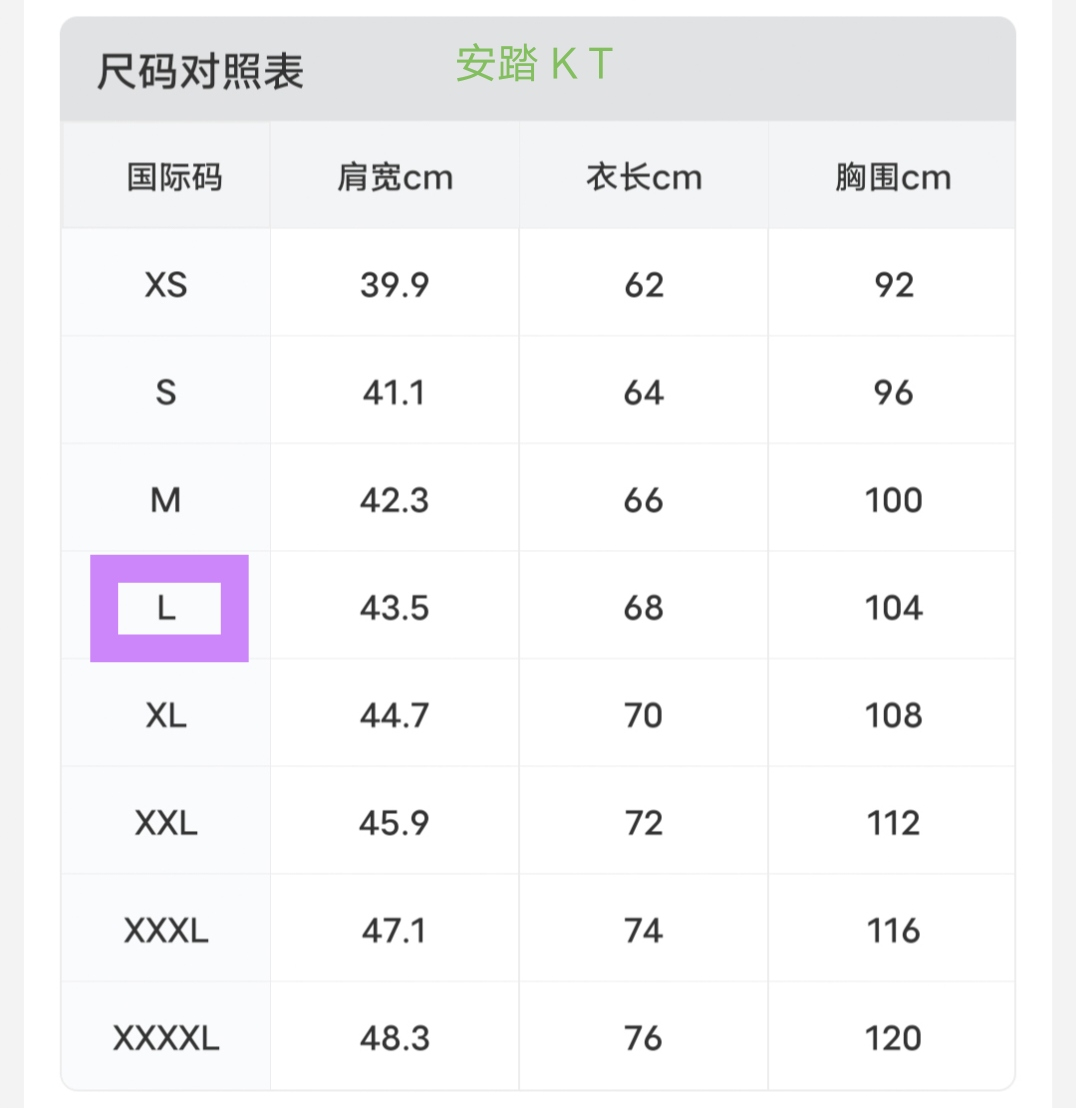 尺码对照表 安踏 K T
国际码 肩宽cm 衣长cm 胸围cm
XS 39.9 62 92
S 41.1 64 96
M 42.3 66 100
L 43.5 68 104
XL 44.7 70 108
XXL 45.9 72 112
XXXL 47.1 74 116
XXXXL 48.3 76 120